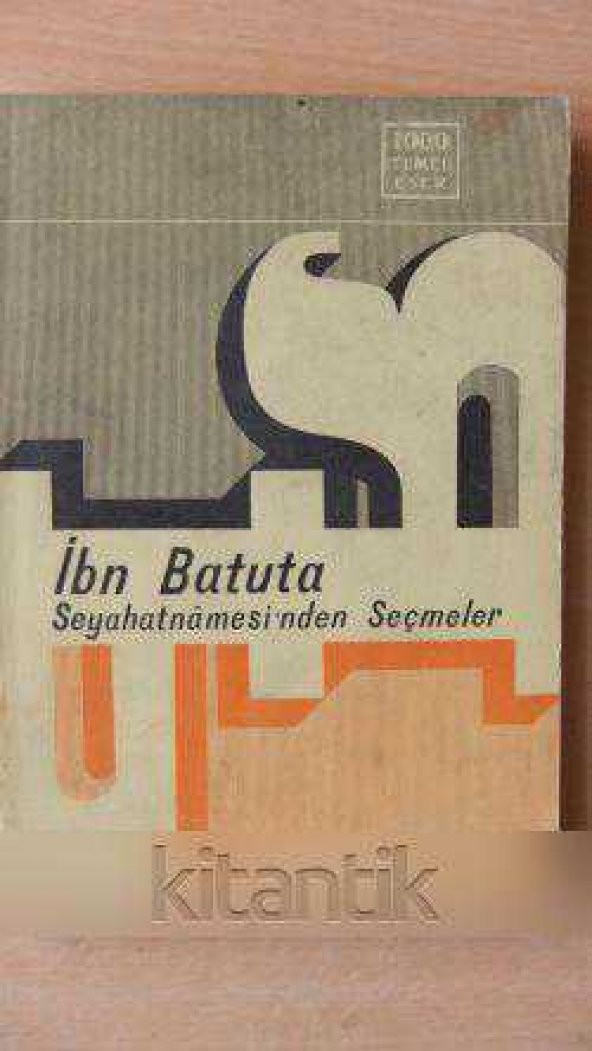 1000
TEMEL
ESER
İbn Batuta
Seyahatnâmesi'nden Seçmeler
kitantik